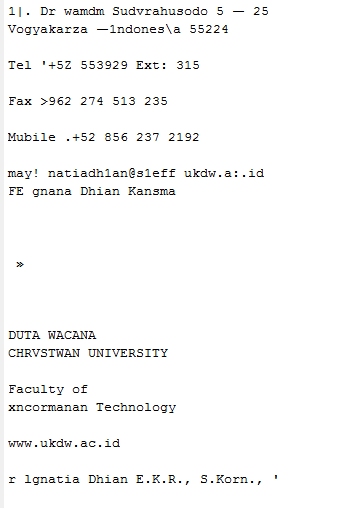 1|. Dr wamdm Sudvrahusodo 5 — 25
Vogyakarza —1ndones\a 55224
Tel '+5Z 553929 Ext: 315
Fax >962 274 513 235
Mubile .+52 856 237 2192
may! natiadh1an@s1eff ukdw.a:.id
FE gnana Dhian Kansma
»
DUTA WACANA
CHRVSTWAN UNIVERSITY
Faculty of
xncormanan Technology
www.ukdw.ac.id
r lgnatia Dhian E.K.R., S.Korn., '